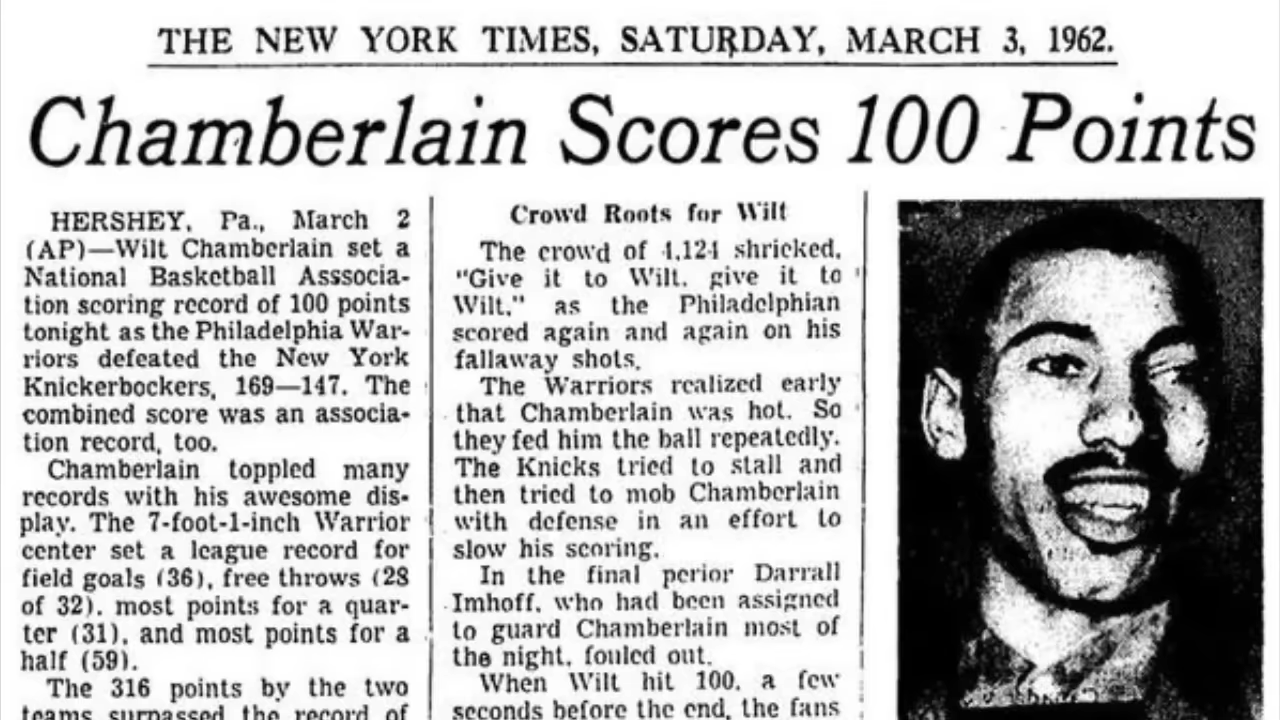 THE NEW YORK TIMES, SATURDAY, MARCH 3, 1962.
Chamberlain Scores 100 Points
HERSHEY, Pa., March 2
(AP)—Wilt Chamberlain set a
National Basketball Asssocia-
tion scoring record of 100 points
tonight as the Philadelphia War-
riors defeated the New York
Knickerbockers, 169—147. The
combined score was an associa-
tion record, too.
Chamberlain toppled many
records with his awesome dis-
play. The 7-foot-1-inch Warrior
center set a league record for
field goals (36), free throws (28
of 32), most points for a quar-
ter (31), and most points for a
half (59).
The 316 points by the two
teams surpassed the record of
Crowd Roots for Wilt
The crowd of 4,124 shricked,
"Give it to Wilt, give it to
Wilt," as the Philadelphian
scored again and again on his
fallaway shots.
The Warriors realized early
that Chamberlain was hot. So
they fed him the ball repeatedly.
The Knicks tried to stall and
then tried to mob Chamberlain
with defense in an effort to
slow his scoring.
In the final perior Darrall
Imhoff, who had been assigned
to guard Chamberlain most of
the night, fouled out.
When Wilt hit 100, a few
seconds before the end, the fans